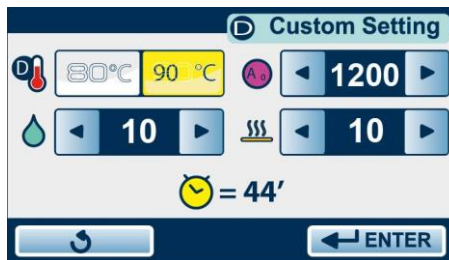 D Custom Setting
D 80°C 90 °C A0 1200
10 10
= 44′
ENTER